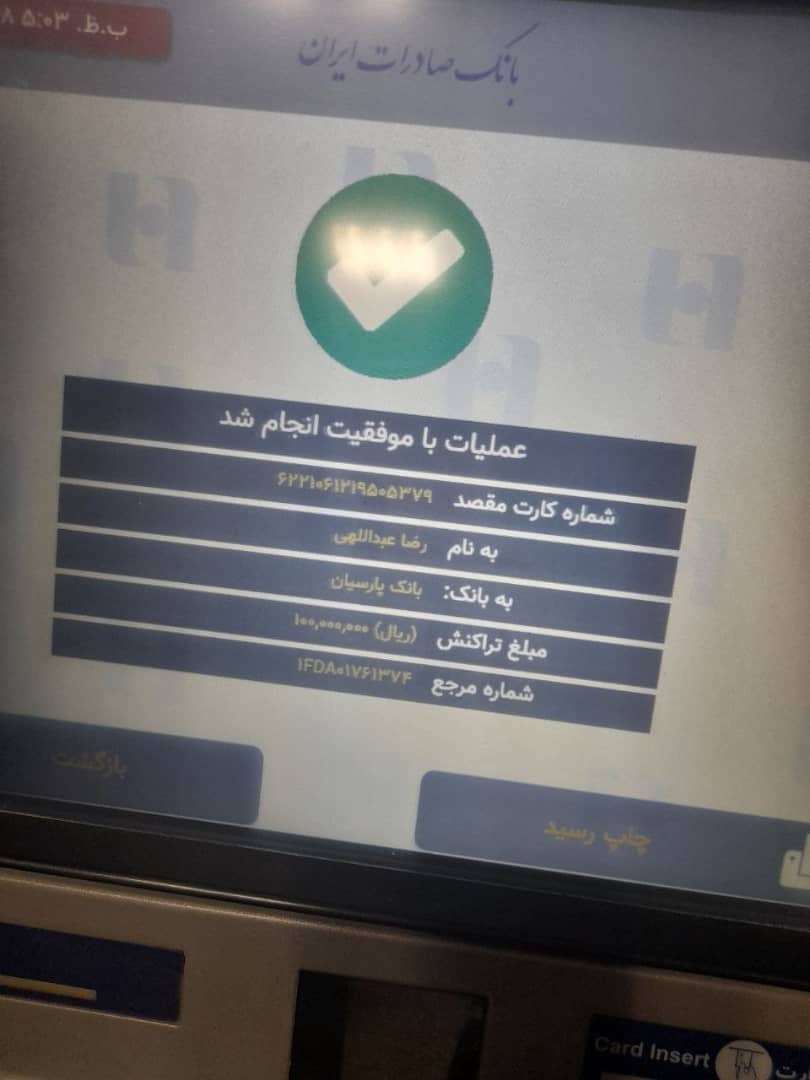 ۵:۰۳ ب.ظ.
بانک صادرات ایران
عملیات با موفقیت انجام شد
شماره کارت مقصد ۶۲۲۱۰۶۱۲۱۹۵۰۵۳۷۹
به نام رضا عبداللهی
به بانک: بانک پارسیان
مبلغ تراکنش (ریال) ۱۰۰,۰۰۰,۰۰۰
شماره مرجع ۱FDA۰۱۷۶۱۳۷۴
چاپ رسید
بازگشت
Card Insert